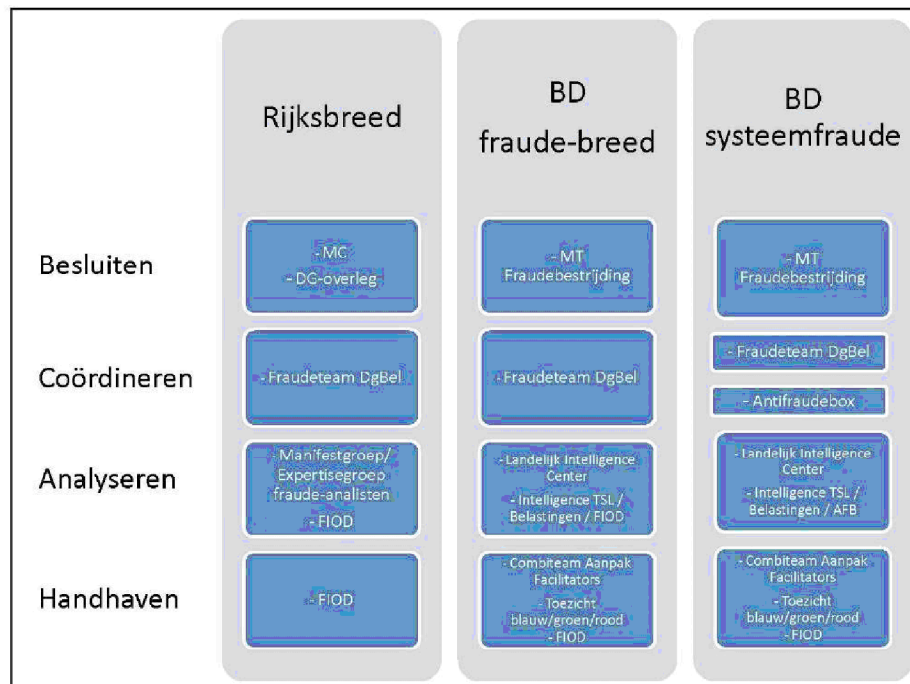 Rijksbreed
BD
fraude-breed
BD
systeemfraude
Besluiten
- MC
- DG-overleg
- MT
Fraudebestrijding
- MT
Fraudebestrijding
Coördineren
- Fraudeteam DgBel
- Fraudeteam DgBel
- Fraudeteam DgBel
- Antifraudebox
Analyseren
- Manifestgroep/
Expertisegroep
fraude-analisten
- FIOD
- Landelijk Intelligence
Center
- Intelligence TSL /
Belastingen / FIOD
- Landelijk Intelligence
Center
- Intelligence TSL /
Belastingen / AFB
Handhaven
- FIOD
- Combiteam Aanpak
Facilitators
- Toezicht
blauw/groen/rood
- FIOD
- Combiteam Aanpak
Facilitators
- Toezicht
blauw/groen/rood
- FIOD